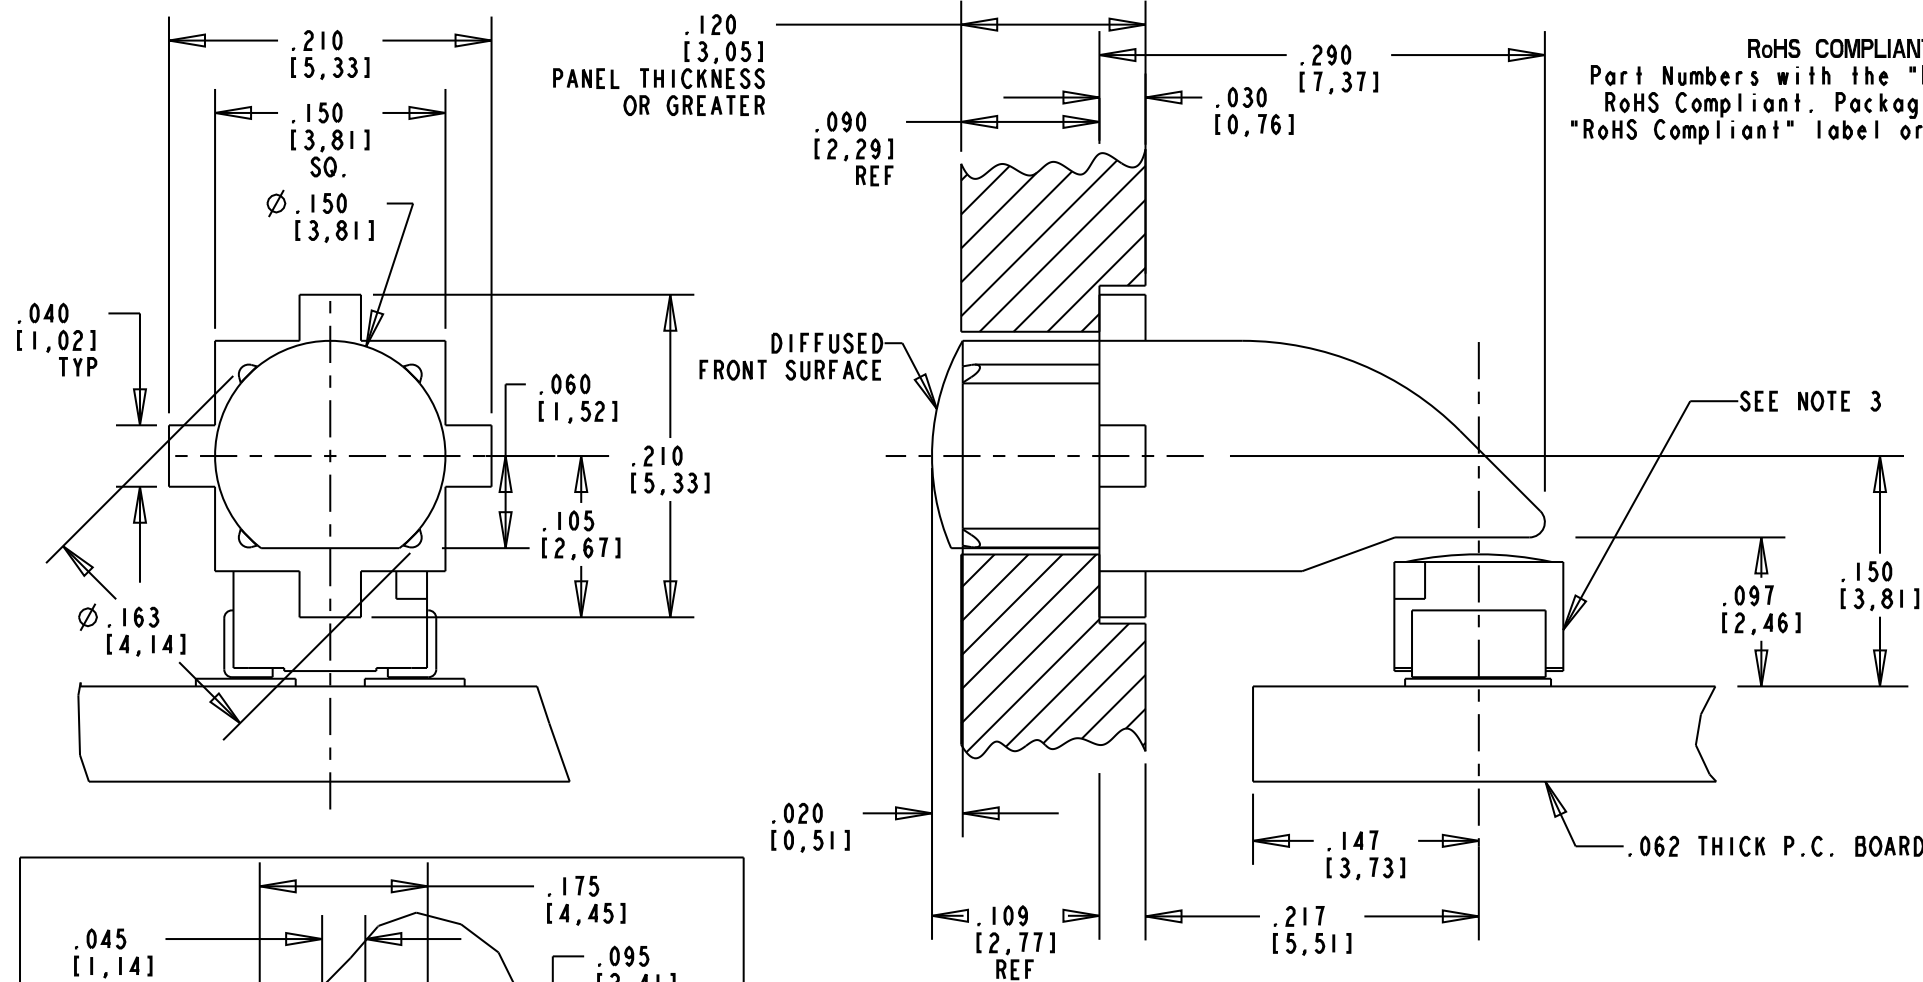 .210
[5,33]
.150
[3,81]
SQ.
Ø .150
[3,81]
.120
[3,05]
PANEL THICKNESS
OR GREATER
.090
[2,29]
REF
.290
[7,37]
.030
[0,76]
RoHS COMPLIANT
Part Numbers with the "
RoHS Compliant. Packag
"RoHS Compliant" label or
.040
[1,02]
TYP
DIFFUSED
FRONT SURFACE
.060
[1,52]
.210
[5,33]
.105
[2,67]
SEE NOTE 3
Ø .163
[4,14]
.097
[2,46]
.150
[3,81]
.020
[0,51]
.147
[3,73]
.062 THICK P.C. BOARD
.109
[2,77]
REF
.217
[5,51]
.175
[4,45]
.045
[1,14]
.095
[2,41]